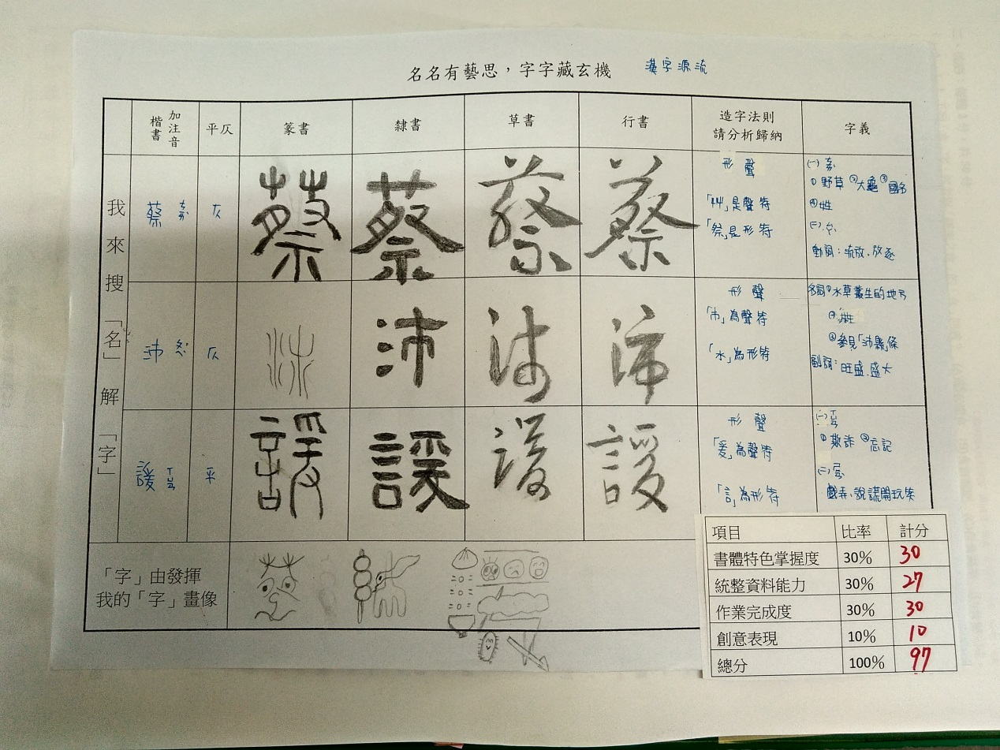 名名有藝思，字字藏玄機 漢字源流
楷書 加注音 平仄 篆書 隸書 草書 行書 造字法則 請分析歸納 字義
我來搜「名」解「字」
蔡 ㄘㄞˋ 仄 蔡 蔡 蔡 蔡
形聲
「艸」是聲符
「祭」是形符
㈠ ㄘㄞˋ
①野草 ②大龜 ③國名
④姓
㈡ ㄙㄚˋ
動詞：流放、放逐
沛 ㄆㄟˋ 仄 沛 沛 沛 沛
形聲
「巿」為聲符
「水」為形符
名詞①水草叢生的地方
②姓
③參見「沛縣」條
副詞：旺盛、盛大
諼 ㄒㄩㄢ 平 諼 諼 諼 諼
形聲
「爰」為聲符
「言」為形符
㈠ ㄒㄩㄢ
①欺詐 ②忘記
㈡
戲弄、說謊開玩笑
「字」由發揮
我的「字」畫像
項目 比率 計分
書體特色掌握度 30% 30
統整資料能力 30% 27
作業完成度 30% 30
創意表現 10% 10
總分 100% 97